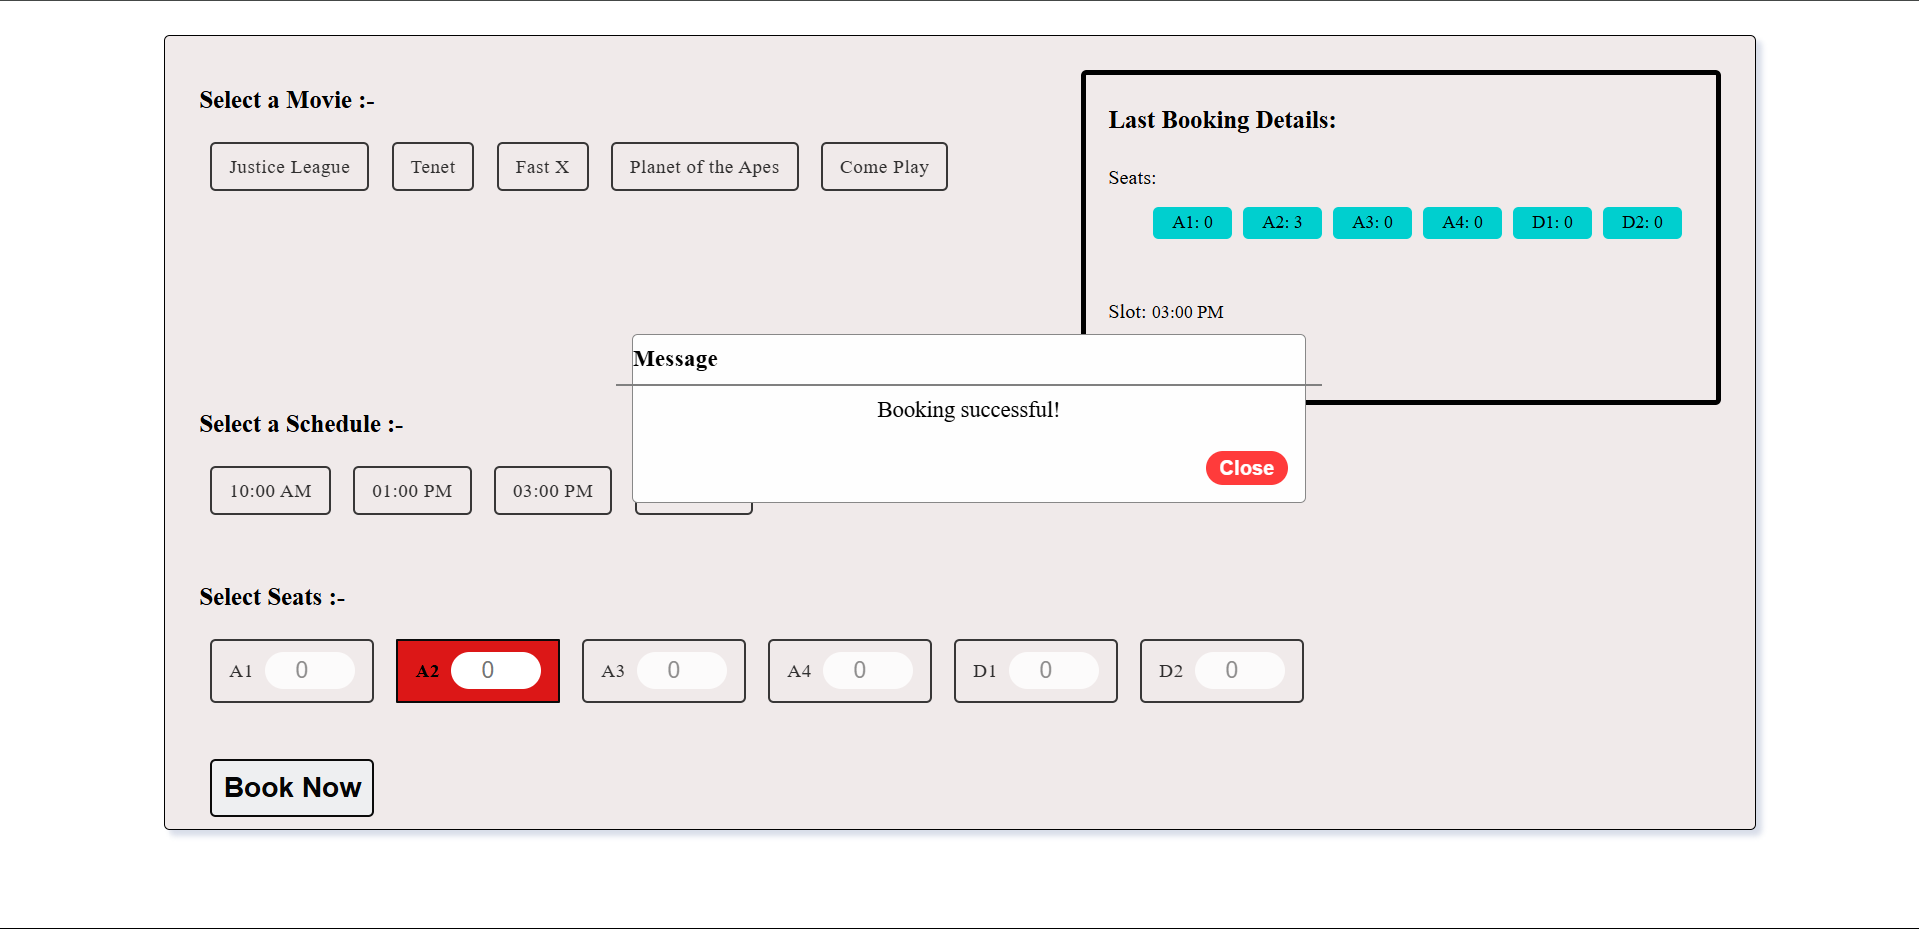 Select a Movie :-
Justice League
Tenet
Fast X
Planet of the Apes
Come Play
Last Booking Details:
Seats:
A1: 0
A2: 3
A3: 0
A4: 0
D1: 0
D2: 0
Slot: 03:00 PM
Message
Booking successful!
Close
Select a Schedule :-
10:00 AM
01:00 PM
03:00 PM
Select Seats :-
A1 0
A2 0
A3 0
A4 0
D1 0
D2 0
Book Now